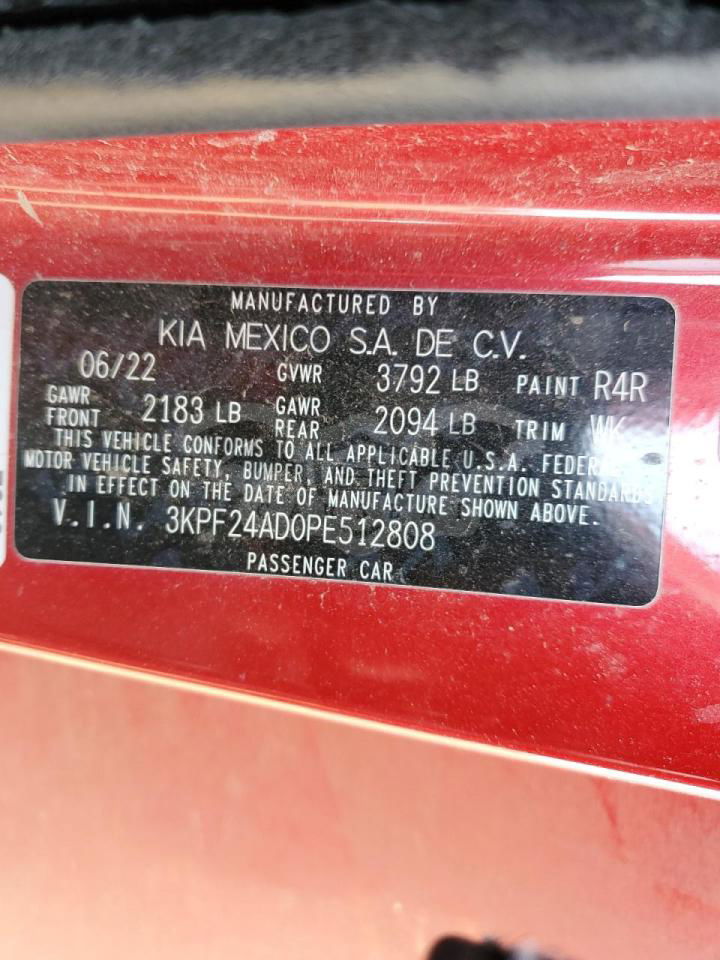 MANUFACTURED BY
KIA MEXICO S.A. DE C.V.
06/22 GVWR 3792 LB PAINT R4R
GAWR FRONT 2183 LB GAWR REAR 2094 LB TRIM WK
THIS VEHICLE CONFORMS TO ALL APPLICABLE U.S.A. FEDERAL
MOTOR VEHICLE SAFETY, BUMPER, AND THEFT PREVENTION STANDARDS
IN EFFECT ON THE DATE OF MANUFACTURE SHOWN ABOVE.
V.I.N. 3KPF24AD0PE512808
PASSENGER CAR